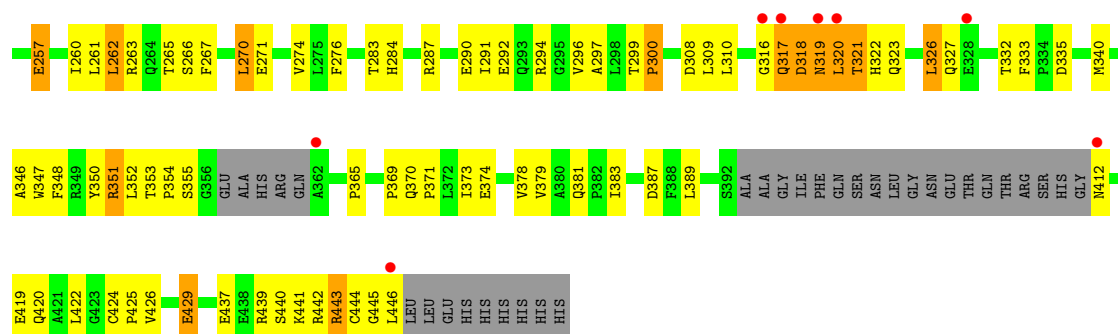 E257 I260 L261 L262 R263 Q264 T265 S266 F267 L270 E271 V274 L275 F276 T283 H284 R287 E290 I291 E292 Q293 R294 G295 V296 A297 L298 T299 P300 D308 L309 L310 G316 Q317 D318 N319 L320 T321 H322 Q323 L326 Q327 E328 T332 F333 P334 D335 M340
A346 W347 F348 R349 Y350 R351 L352 T353 P354 S355 G356 GLU ALA HIS ARG GLN A362 P365 P369 Q370 P371 L372 I373 E374 V378 V379 A380 Q381 P382 I383 D387 F388 L389 S392 ALA ALA GLY ILE PHE GLN SER ASN LEU GLY ASN GLU THR GLN THR ARG SER HIS GLY N412
E419 Q420 A421 L422 G423 C424 P425 V426 E429 E437 E438 R439 S440 K441 R442 R443 C444 G445 L446 LEU LEU GLU HIS HIS HIS HIS HIS HIS